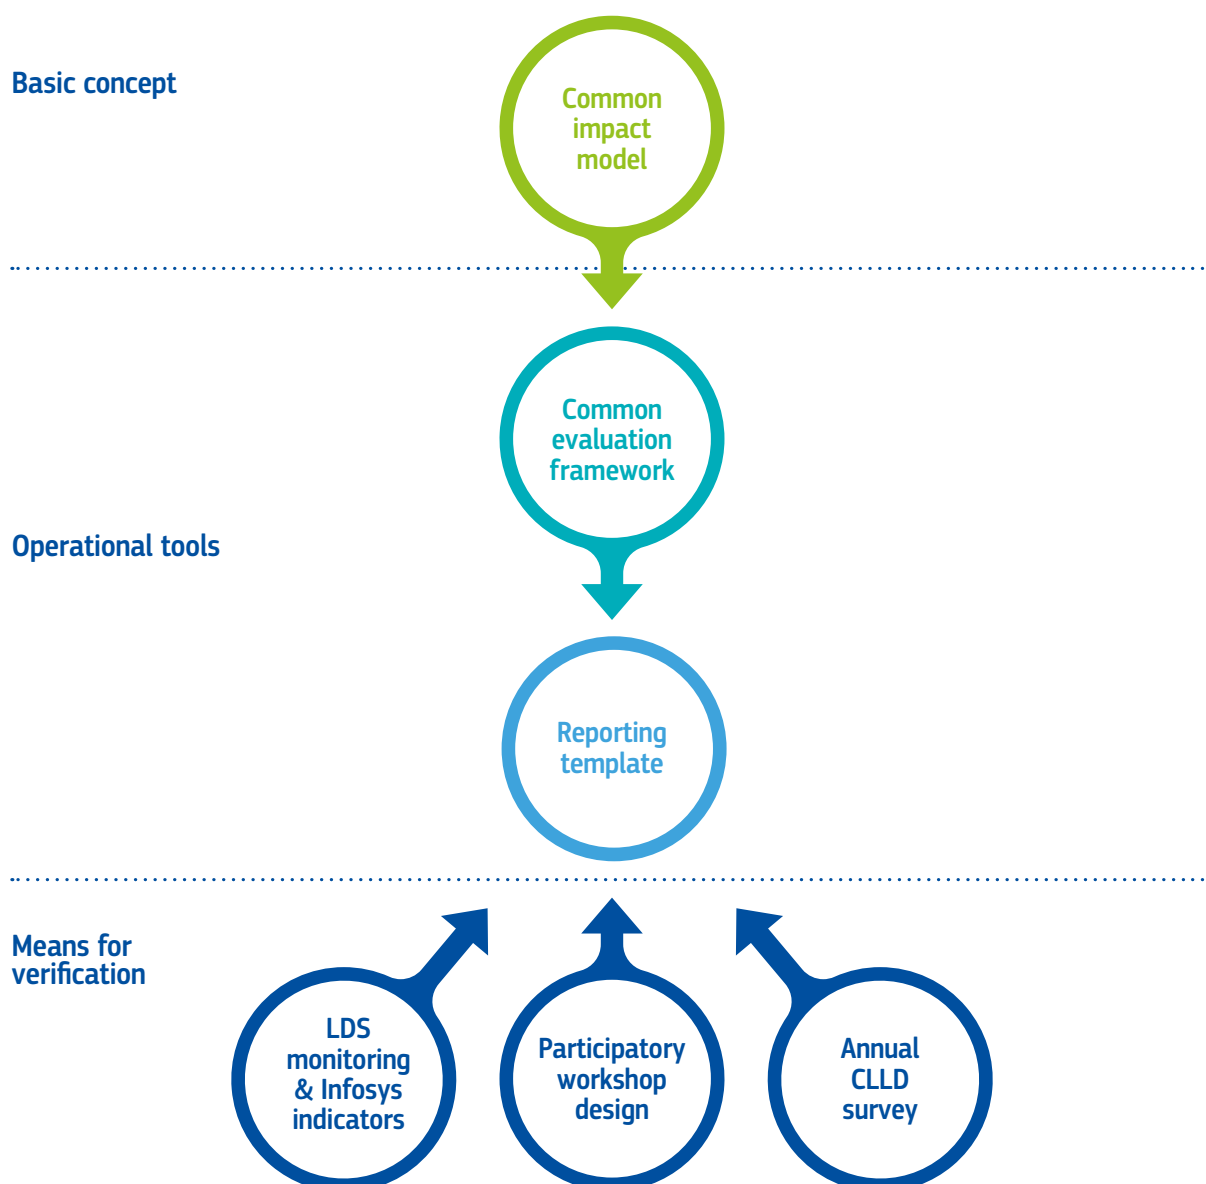 Basic concept
Common
impact
model
Common
evaluation
framework
Operational tools
Reporting
template
Means for
verification
LDS
monitoring
& Infosys
indicators
Participatory
workshop
design
Annual
CLLD
survey